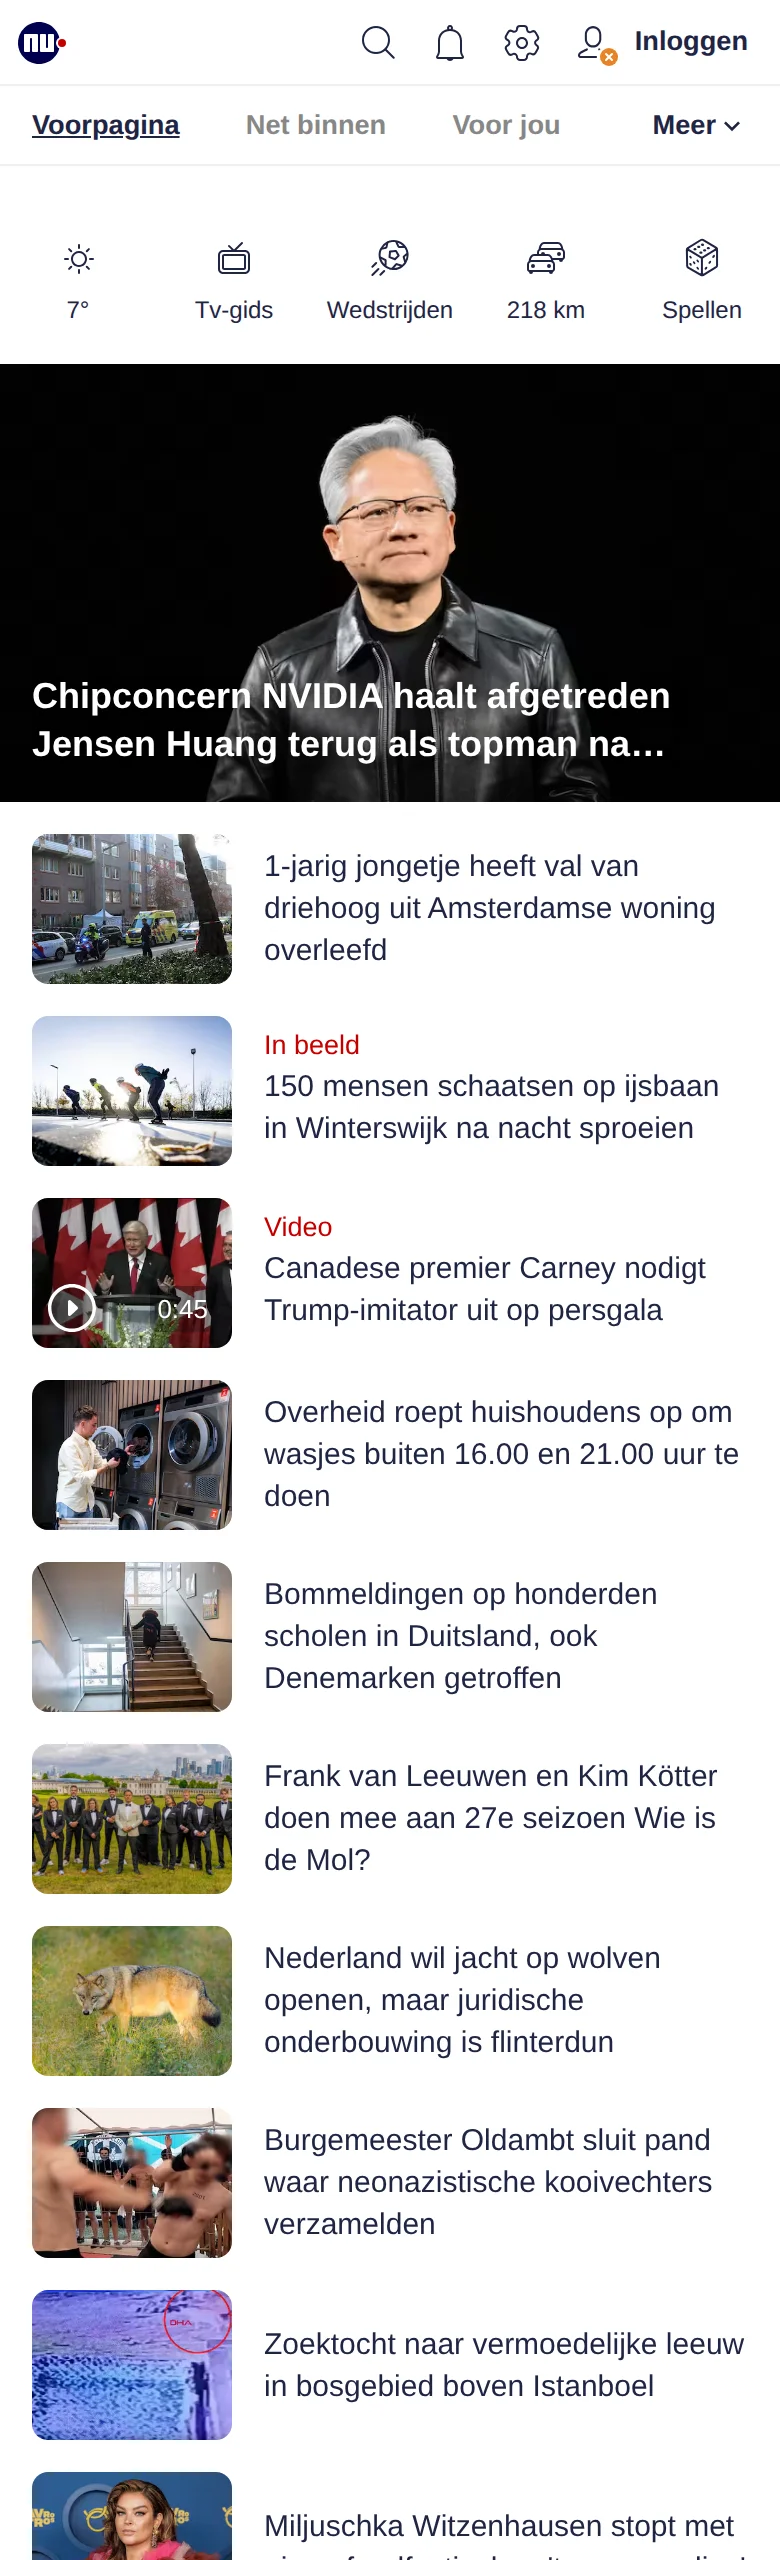 nu
Inloggen
Voorpagina Net binnen Voor jou Meer
7° Tv-gids Wedstrijden 218 km Spellen
Chipconcern NVIDIA haalt afgetreden
Jensen Huang terug als topman na...
1-jarig jongetje heeft val van
driehoog uit Amsterdamse woning
overleefd
In beeld
150 mensen schaatsen op ijsbaan
in Winterswijk na nacht sproeien
Video
Canadese premier Carney nodigt
Trump-imitator uit op persgala
0:45
Overheid roept huishoudens op om
wasjes buiten 16.00 en 21.00 uur te
doen
Bommeldingen op honderden
scholen in Duitsland, ook
Denemarken getroffen
Frank van Leeuwen en Kim Kötter
doen mee aan 27e seizoen Wie is
de Mol?
Nederland wil jacht op wolven
openen, maar juridische
onderbouwing is flinterdun
Burgemeester Oldambt sluit pand
waar neonazistische kooivechters
verzamelden
DHA
Zoektocht naar vermoedelijke leeuw
in bosgebied boven Istanboel
Miljuschka Witzenhausen stopt met